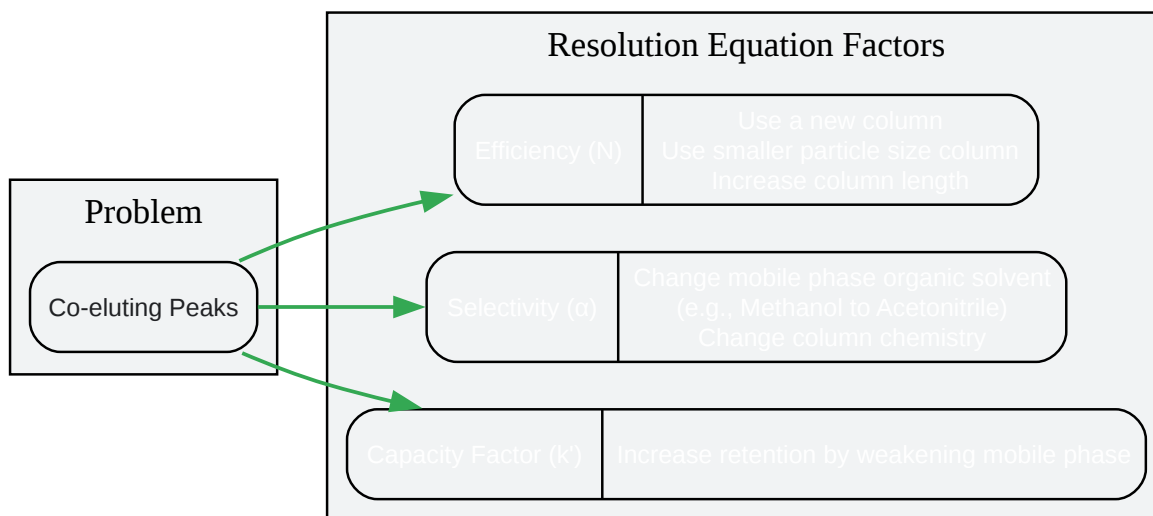 Resolution Equation Factors
Problem
Co-eluting Peaks
Efficiency (N)
Use a new column
Use smaller particle size column
Increase column length
Selectivity (α)
Change mobile phase organic solvent
(e.g., Methanol to Acetonitrile)
Change column chemistry
Capacity Factor (k')
Increase retention by weakening mobile phase